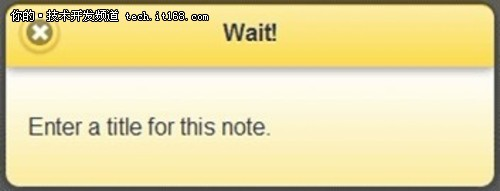 你的·技术开发频道 tech.it168.com
Wait!
Enter a title for this note.